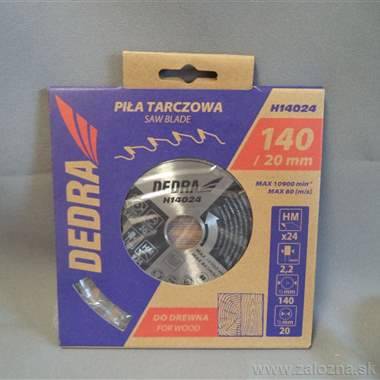 DEDRA
PIŁA TARCZOWA
SAW BLADE
H14024
140
/ 20 mm
MAX 10900 min⁻¹
MAX 80 (m/s)
HM
x24
2,2
140
20
DEDRA
H14024
DO DREWNA
FOR WOOD
www.zalozna.sk